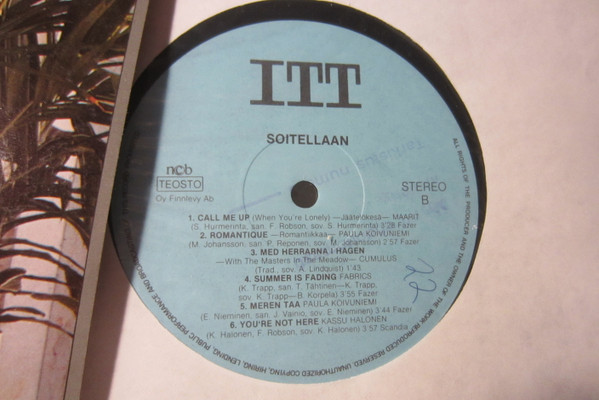 ITT
SOITELLAAN
ncb
TEOSTO
Oy Finnlevy Ab
STEREO
B
1. CALL ME UP (When You're Lonely) —Jäätelökesä— MAARIT
(S. Hurmerinta, san. F. Robson, sov. S. Hurmerinta) 3'28 Fazer
2. ROMANTIQUE —Romantiikkaa— PAULA KOIVUNIEMI
(M. Johansson, san. P. Reponen, sov. M. Johansson) 2'57 Fazer
3. MED HERRARNA I HAGEN
—With The Masters In The Meadow— CUMULUS
(Trad., sov. A. Lindquist) 1'43
4. SUMMER IS FADING FABRICS
(K. Trapp, san. T. Tähtinen—K. Trapp,
sov. K. Trapp—B. Korpela) 3'55 Fazer
5. MEREN TAA PAULA KOIVUNIEMI
(E. Nieminen, san. J. Vainio, sov. E. Nieminen) 3'44 Fazer
6. YOU'RE NOT HERE KASSU HALONEN
(K. Halonen, F. Robson, sov. K. Halonen) 3'57 Scandia
22
ALL RIGHTS OF THE PRODUCER AND THE OWNER OF THE WORK REPRODUCED RESERVED. UNAUTHORIZED COPYING, HIRING, LENDING, PUBLIC PERFORMANCE AND